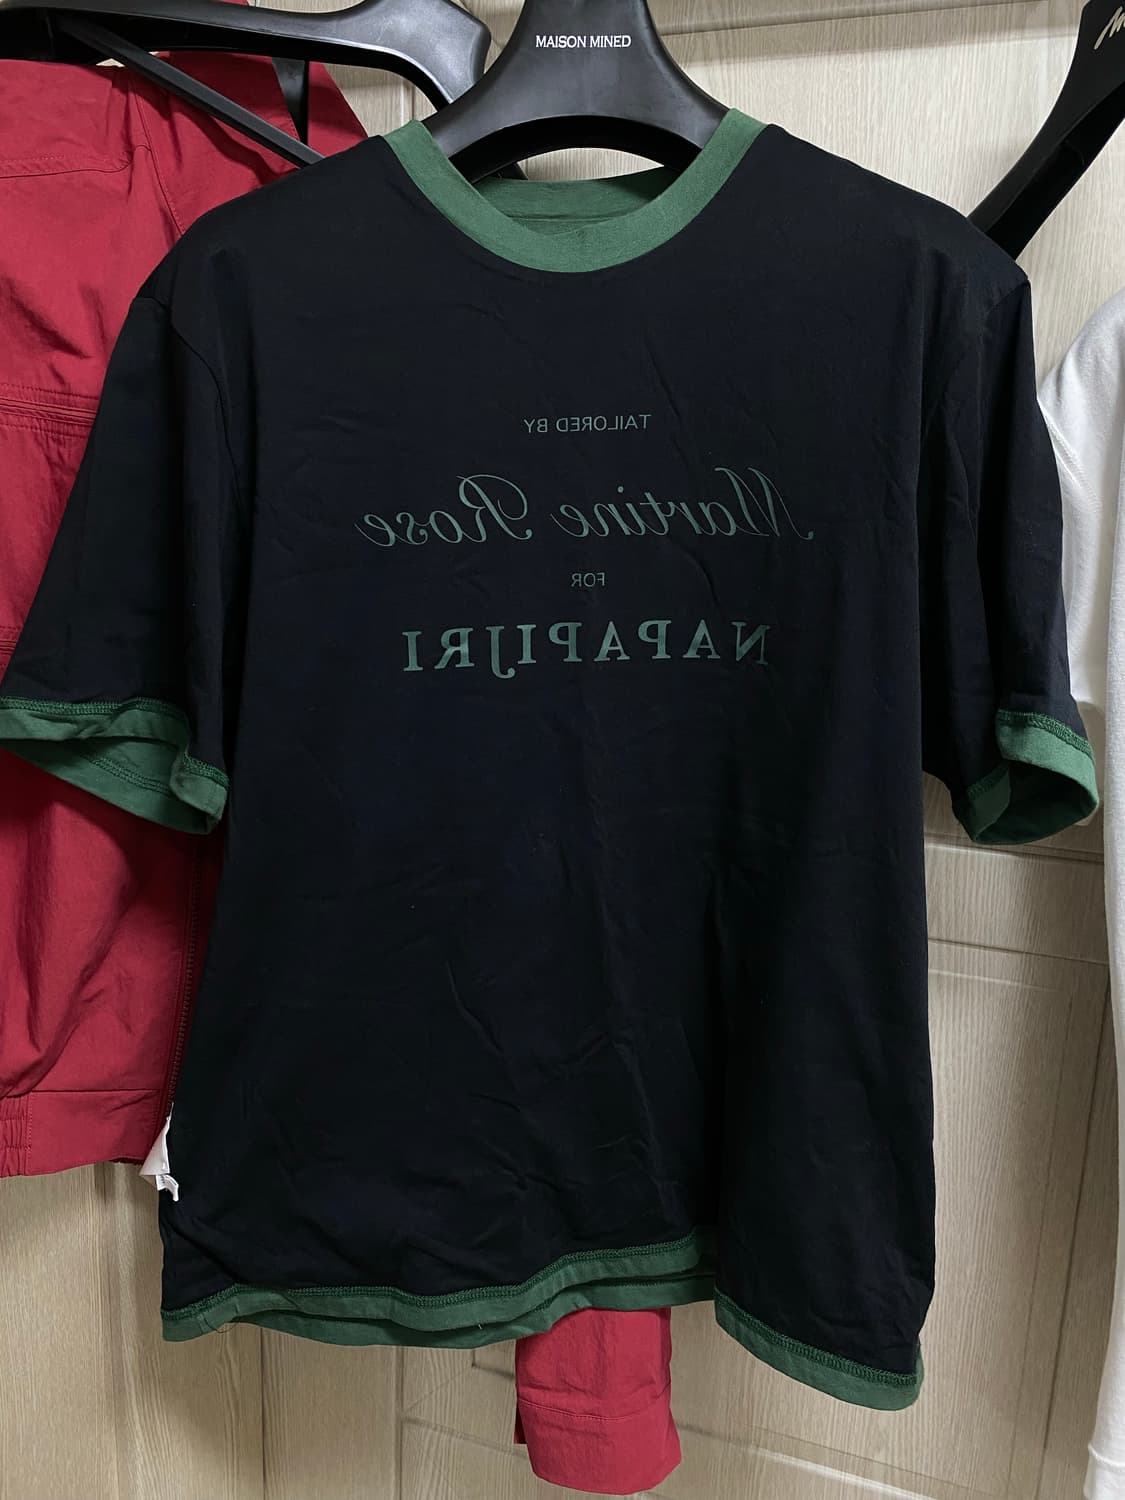 MAISON MINED
TAILORED BY
Martine Rose
FOR
NAPAPIJRI